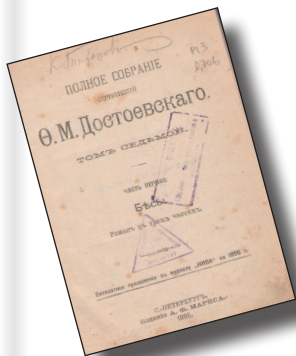 Р13
ПОЛНОЕ СОБРАНІЕ
СОЧИНЕНІЙ
Ѳ. М. Достоевскаго.
ТОМЪ СЕДЬМОЙ.
ЧАСТЬ ПЕРВАЯ
БѢСЫ.
Романъ въ трехъ частяхъ.
Безплатное приложеніе къ журналу „НИВА“ на 1895 г.
С.-ПЕТЕРБУРГЪ.
Изданіе А. Ф. МАРКСА.
1895.